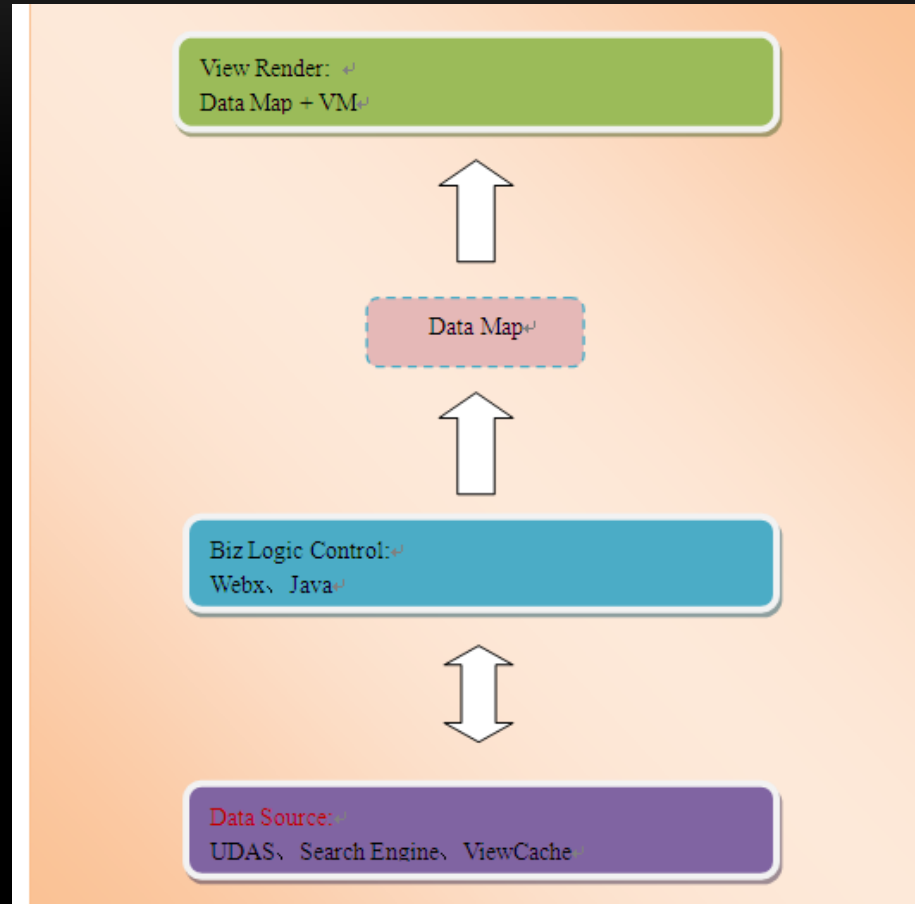 View Render:
Data Map + VM
Data Map
Biz Logic Control:
Webx、Java
Data Source:
UDAS、Search Engine、ViewCache